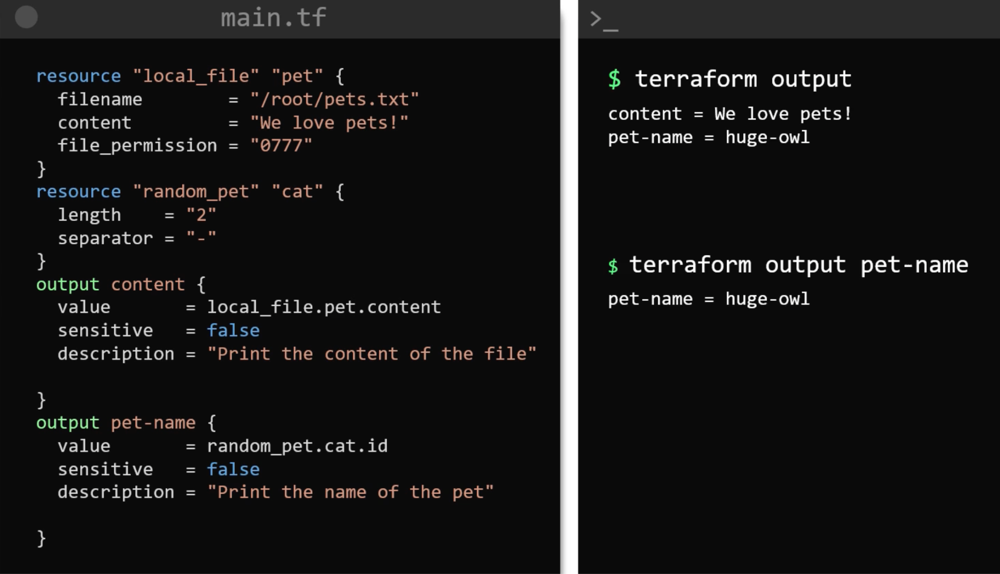 main.tf
resource "local_file" "pet" {
  filename        = "/root/pets.txt"
  content         = "We love pets!"
  file_permission = "0777"
}
resource "random_pet" "cat" {
  length    = "2"
  separator = "-"
}
output content {
  value       = local_file.pet.content
  sensitive   = false
  description = "Print the content of the file"
}
output pet-name {
  value       = random_pet.cat.id
  sensitive   = false
  description = "Print the name of the pet"
}
>_
$ terraform output
content = We love pets!
pet-name = huge-owl
$ terraform output pet-name
pet-name = huge-owl